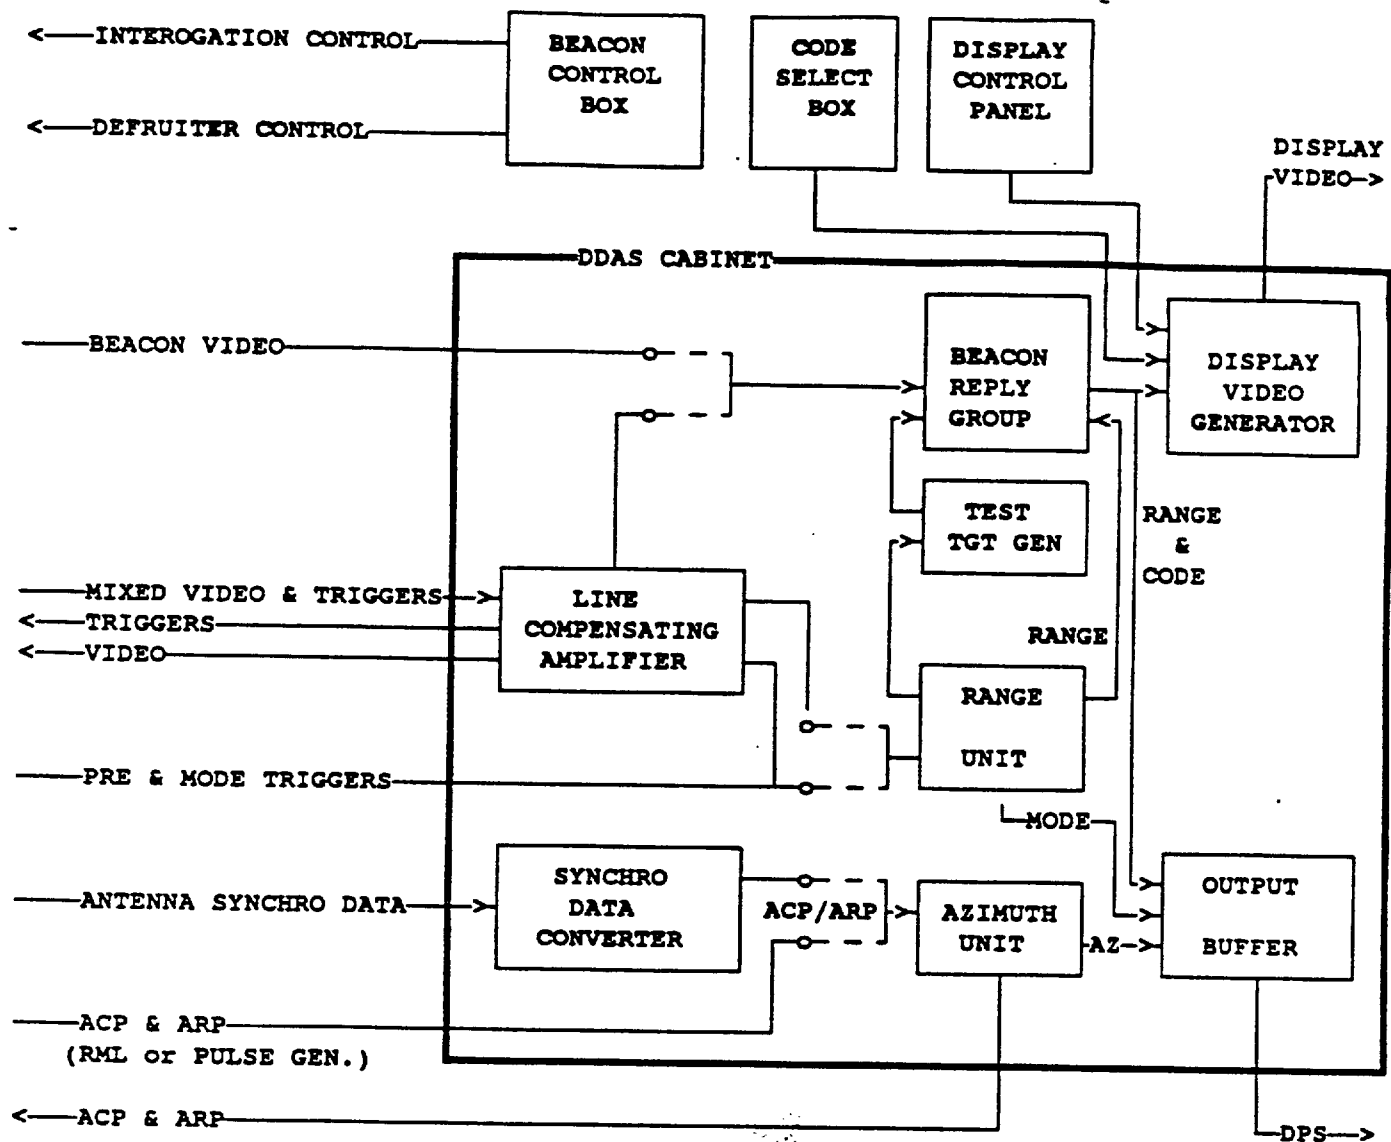 <——INTEROGATION CONTROL
<——DEFRUITER CONTROL
BEACON
CONTROL
BOX
CODE
SELECT
BOX
DISPLAY
CONTROL
PANEL
DISPLAY
VIDEO—>
DDAS CABINET
BEACON VIDEO
BEACON
REPLY
GROUP
DISPLAY
VIDEO
GENERATOR
TEST
TGT GEN
RANGE
&
CODE
MIXED VIDEO & TRIGGERS
TRIGGERS
VIDEO
LINE
COMPENSATING
AMPLIFIER
RANGE
RANGE
UNIT
PRE & MODE TRIGGERS
MODE
ANTENNA SYNCHRO DATA
SYNCHRO
DATA
CONVERTER
ACP/ARP
AZIMUTH
UNIT
AZ
OUTPUT
BUFFER
ACP & ARP
(RML or PULSE GEN.)
ACP & ARP
DPS